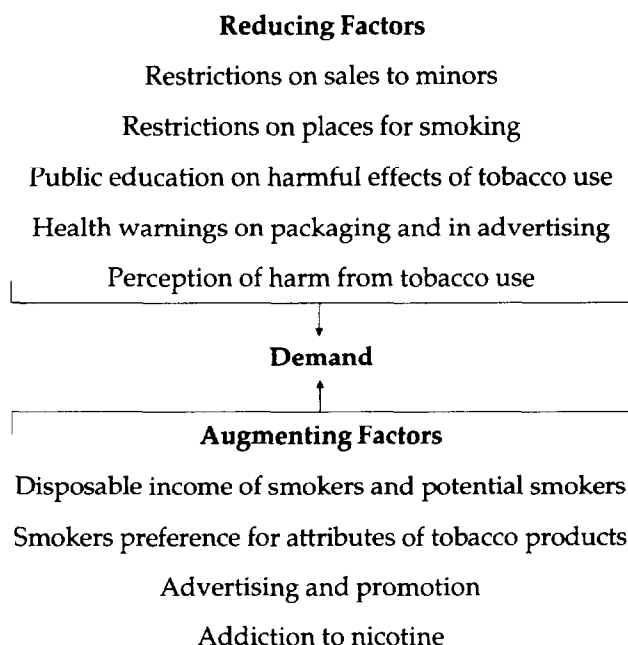 Reducing Factors
Restrictions on sales to minors
Restrictions on places for smoking
Public education on harmful effects of tobacco use
Health warnings on packaging and in advertising
Perception of harm from tobacco use
Demand
Augmenting Factors
Disposable income of smokers and potential smokers
Smokers preference for attributes of tobacco products
Advertising and promotion
Addiction to nicotine